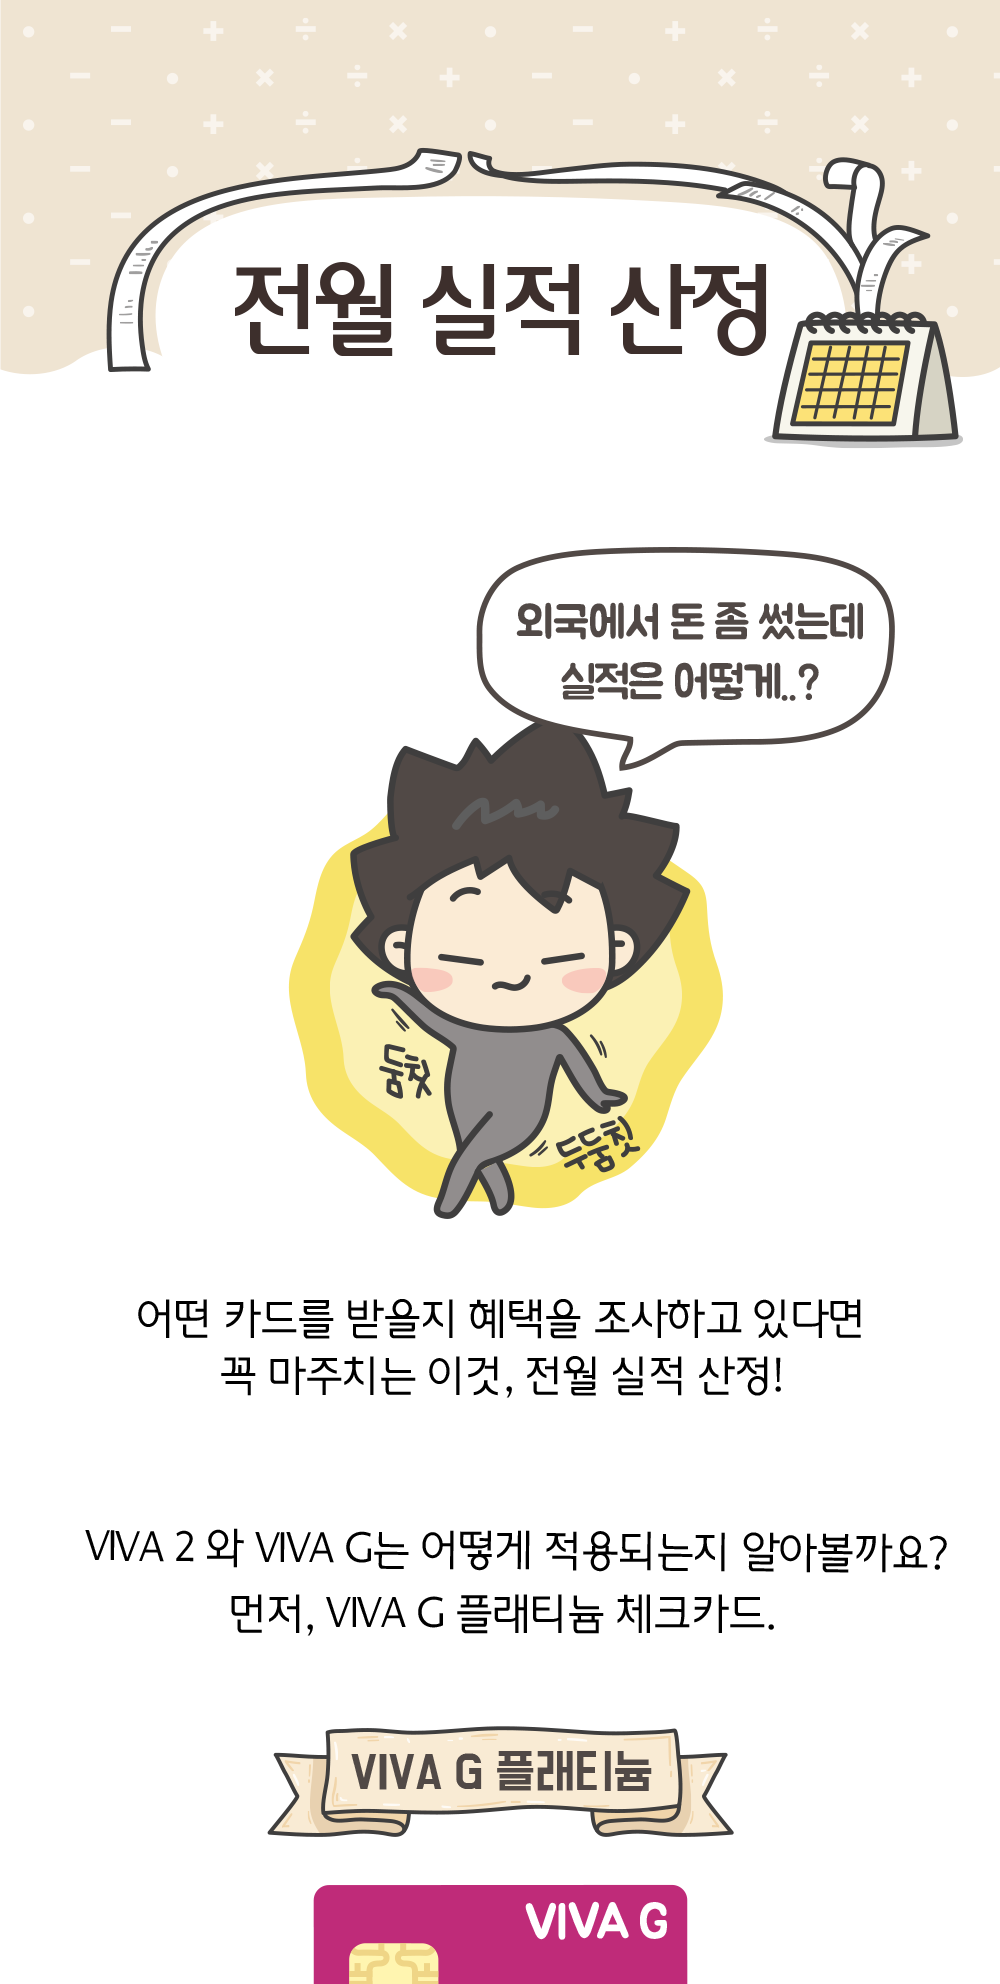 전월 실적 산정
외국에서 돈 좀 썼는데
실적은 어떻게..?
둠칫
두둠칫
어떤 카드를 받을지 혜택을 조사하고 있다면
꼭 마주치는 이것, 전월 실적 산정!
VIVA 2 와 VIVA G는 어떻게 적용되는지 알아볼까요?
먼저, VIVA G 플래티늄 체크카드.
VIVA G 플래티늄
VIVA G